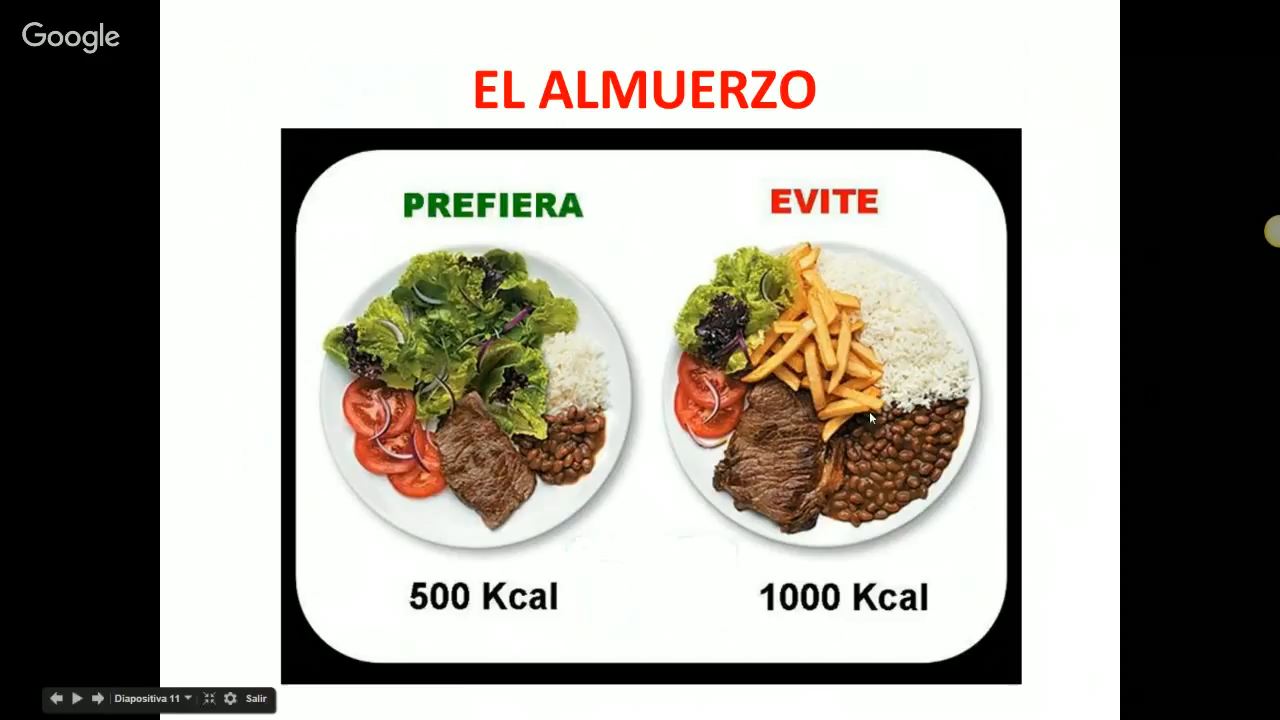 Google
EL ALMUERZO
PREFIERA
EVITE
500 Kcal
1000 Kcal
Diapositiva 11
Salir